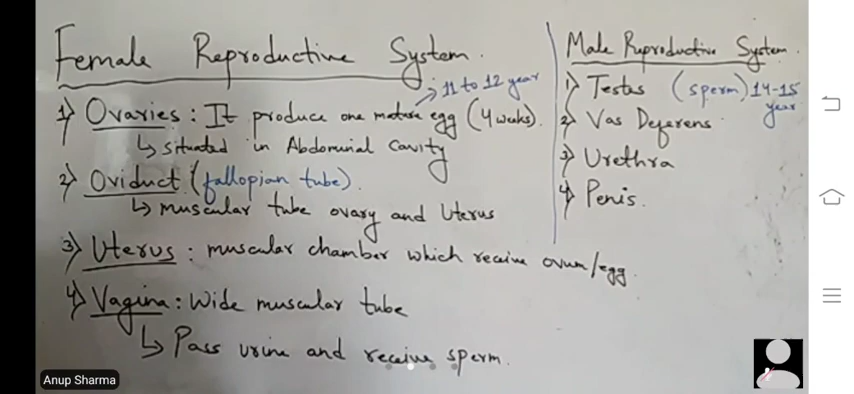 Female Reproductive System.
→ 11 to 12 year
1) Ovaries : It produce one mature egg (4 weeks).
↳ situated in Abdominal Cavity
2) Oviduct (fallopian tube).
↳ muscular tube ovary and Uterus
3) Uterus : muscular chamber which receive ovum/egg.
4) Vagina : Wide muscular tube
↳ Pass urine and receive sperm.
Male Reproductive System.
1) Testes (sperm) 14-15 year
2) Vas Deferens
3) Urethra
4) Penis.
Anup Sharma